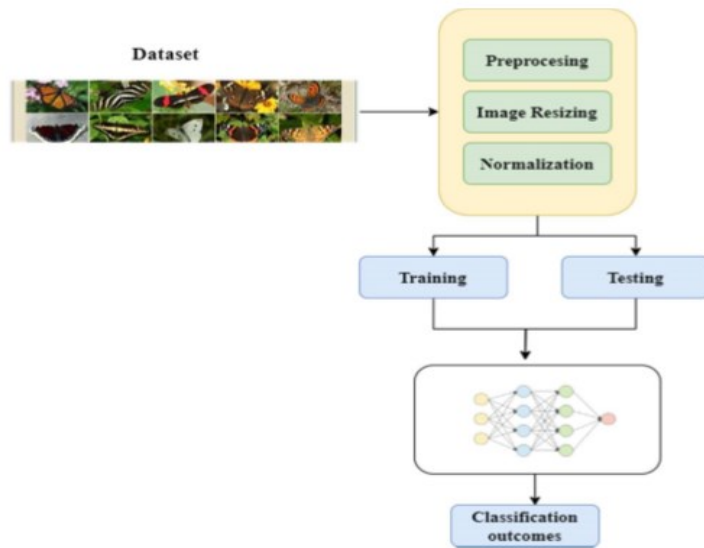 Dataset
Preprocesing
Image Resizing
Normalization
Training
Testing
Classification
outcomes